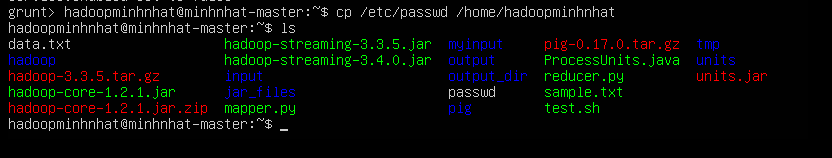 grunt> hadoopminhnhat@minhnhat-master:~$ cp /etc/passwd /home/hadoopminhnhat
hadoopminhnhat@minhnhat-master:~$ ls
data.txt hadoop-streaming-3.3.5.jar myinput pig-0.17.0.tar.gz tmp
hadoop hadoop-streaming-3.4.0.jar output ProcessUnits.java units
hadoop-3.3.5.tar.gz input output_dir reducer.py units.jar
hadoop-core-1.2.1.jar jar_files passwd sample.txt
hadoop-core-1.2.1.jar.zip mapper.py pig test.sh
hadoopminhnhat@minhnhat-master:~$ _